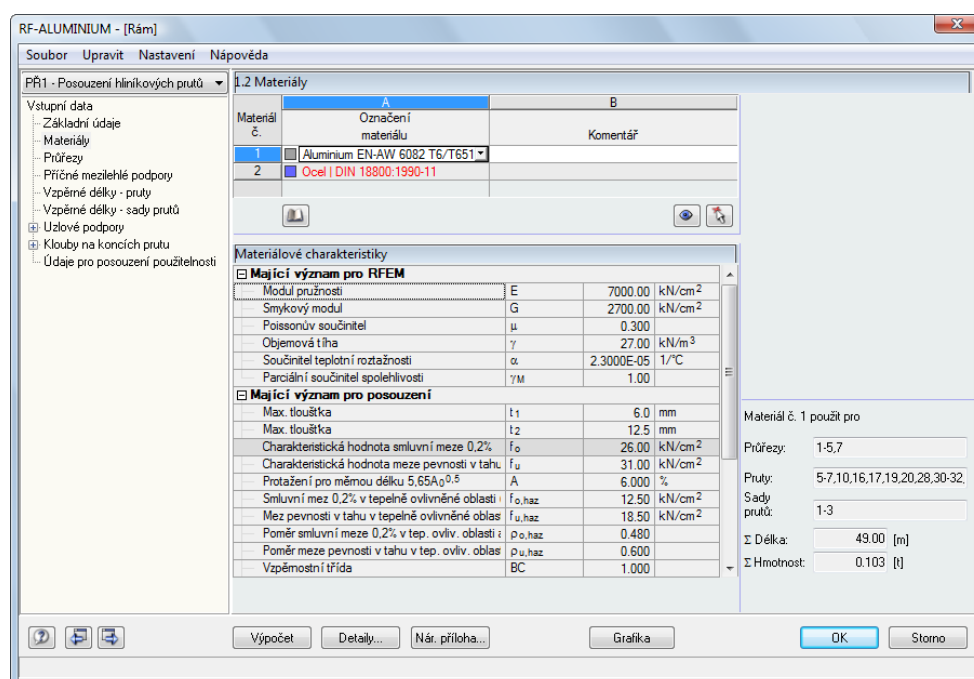 RF-ALUMINIUM - [Rám]
Soubor Upravit Nastavení Nápověda
PŘ1 - Posouzení hliníkových prutů
Vstupní data
Základní údaje
Materiály
Průřezy
Příčné mezilehlé podpory
Vzpěrné délky - pruty
Vzpěrné délky - sady prutů
Uzlové podpory
Klouby na koncích prutu
Údaje pro posouzení použitelnosti
1.2 Materiály
A B
Materiál č. Označení materiálu Komentář
1 Aluminium EN-AW 6082 T6/T651
2 Ocel | DIN 18800:1990-11
Materiálové charakteristiky
Mající význam pro RFEM
Modul pružnosti E 7000.00 kN/cm2
Smykový modul G 2700.00 kN/cm2
Poissonův součinitel μ 0.300
Objemová tíha γ 27.00 kN/m3
Součinitel teplotní roztažnosti α 2.3000E-05 1/°C
Parciální součinitel spolehlivosti γM 1.00
Mající význam pro posouzení
Max. tloušťka t1 6.0 mm
Max. tloušťka t2 12.5 mm
Charakteristická hodnota smluvní meze 0,2% fo 26.00 kN/cm2
Charakteristická hodnota meze pevnosti v tahu fu 31.00 kN/cm2
Protažení pro měrnou délku 5,65A0 0,5 A 6.000 %
Smluvní mez 0,2% v tepelně ovlivněné oblasti fo,haz 12.50 kN/cm2
Mez pevnosti v tahu v tepelně ovlivněné oblas fu,haz 18.50 kN/cm2
Poměr smluvní meze 0,2% v tep. ovliv. oblasti a ρo,haz 0.480
Poměr meze pevnosti v tahu v tep. ovliv. oblas ρu,haz 0.600
Vzpěrnostní třída BC 1.000
Materiál č. 1 použit pro
Průřezy: 1-5,7
Pruty: 5-7,10,16,17,19,20,28,30-32,
Sady prutů: 1-3
Σ Délka: 49.00 [m]
Σ Hmotnost: 0.103 [t]
Výpočet Detaily... Nár. příloha... Grafika OK Storno